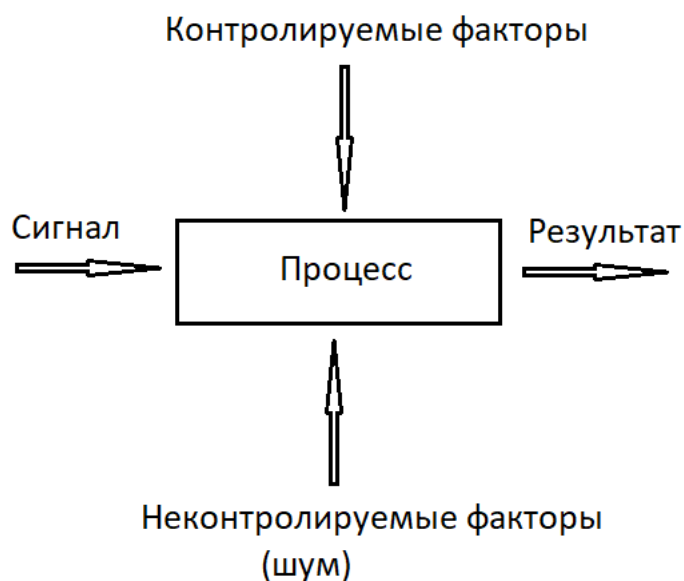 Контролируемые факторы
Сигнал
Процесс
Результат
Неконтролируемые факторы
(шум)